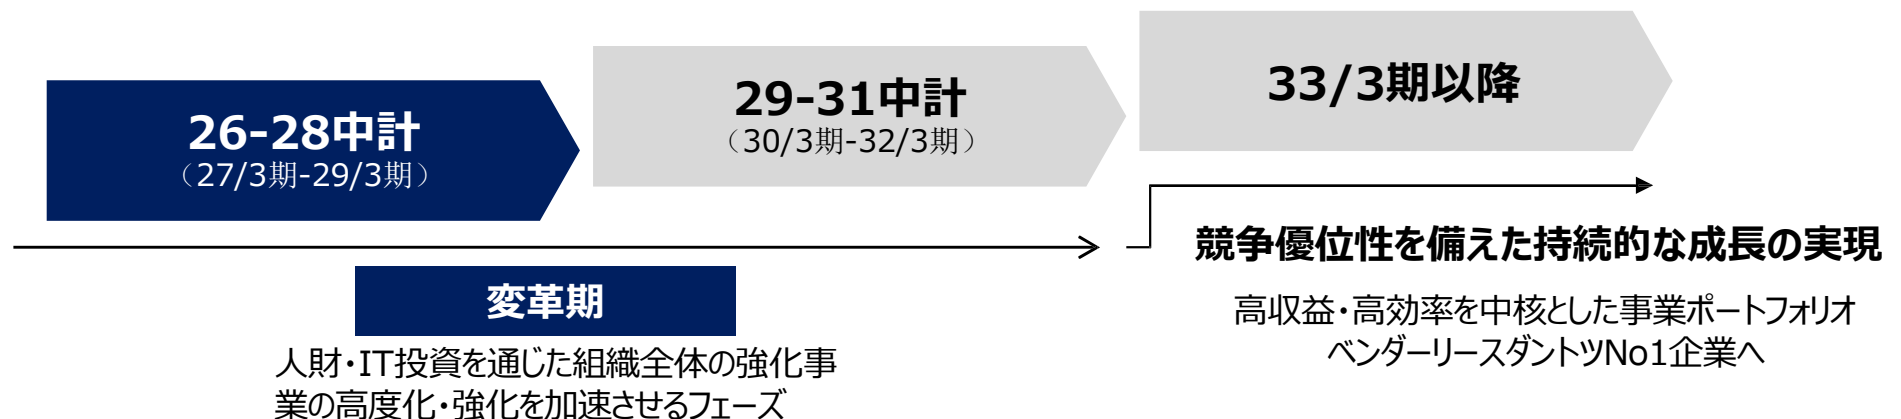 26-28中計
（27/3期-29/3期）
29-31中計
（30/3期-32/3期）
33/3期以降
変革期
人財・IT投資を通じた組織全体の強化事
業の高度化・強化を加速させるフェーズ
競争優位性を備えた持続的な成長の実現
高収益・高効率を中核とした事業ポートフォリオ
ベンダーリースダントツNo1企業へ